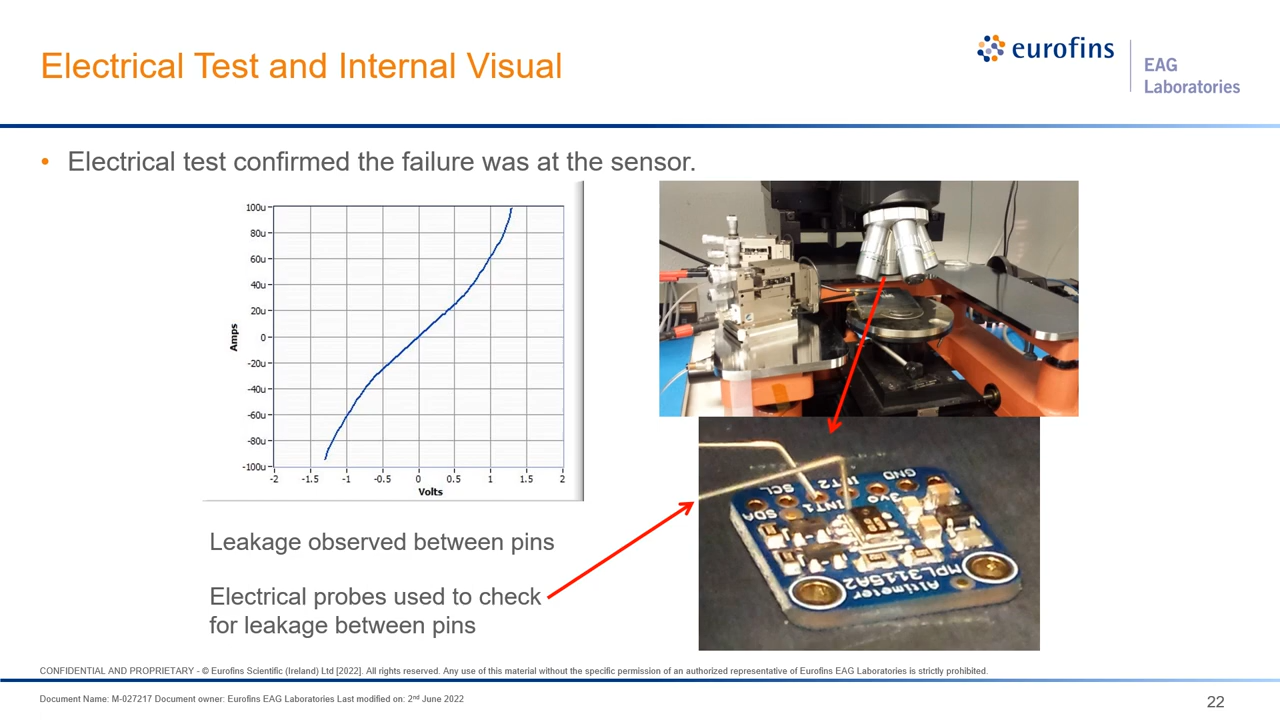 Electrical Test and Internal Visual
eurofins
EAG
Laboratories
• Electrical test confirmed the failure was at the sensor.
100u
80u
60u
40u
20u
0
-20u
-40u
-60u
-80u
-100u
Amps
-2 -1.5 -1 -0.5 0 0.5 1 1.5 2
Volts
GND
3vo
INT2
INT1
SCL
SDA
MPL3115A2
Altimeter
Leakage observed between pins
Electrical probes used to check
for leakage between pins
CONFIDENTIAL AND PROPRIETARY - © Eurofins Scientific (Ireland) Ltd [2022]. All rights reserved. Any use of this material without the specific permission of an authorized representative of Eurofins EAG Laboratories is strictly prohibited.
Document Name: M-027217 Document owner: Eurofins EAG Laboratories Last modified on: 2nd June 2022
22